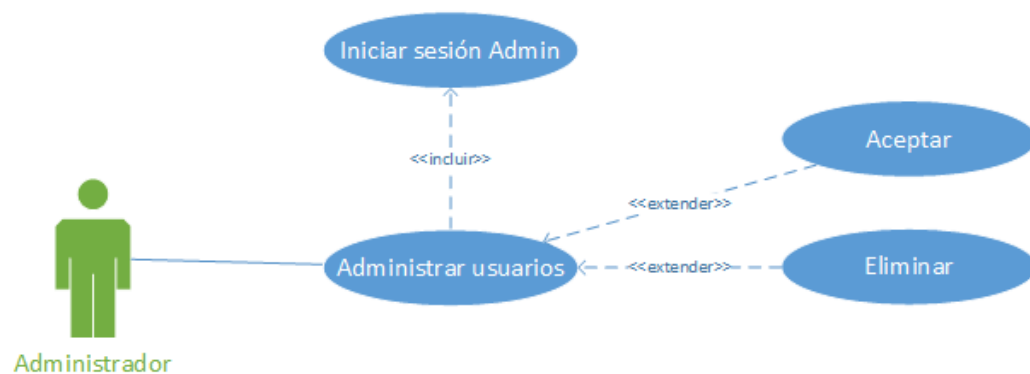 Iniciar sesión Admin
<<incluir>>
Aceptar
<<extender>>
Administrar usuarios
<<extender>>
Eliminar
Administrador